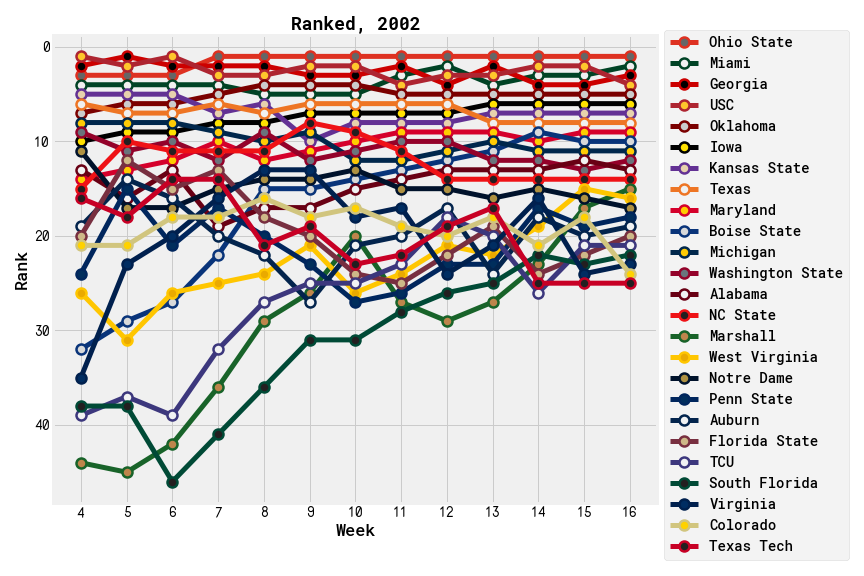 Ranked, 2002
0
10
20
30
40
Rank
4 5 6 7 8 9 10 11 12 13 14 15 16
Week
Ohio State
Miami
Georgia
USC
Oklahoma
Iowa
Kansas State
Texas
Maryland
Boise State
Michigan
Washington State
Alabama
NC State
Marshall
West Virginia
Notre Dame
Penn State
Auburn
Florida State
TCU
South Florida
Virginia
Colorado
Texas Tech